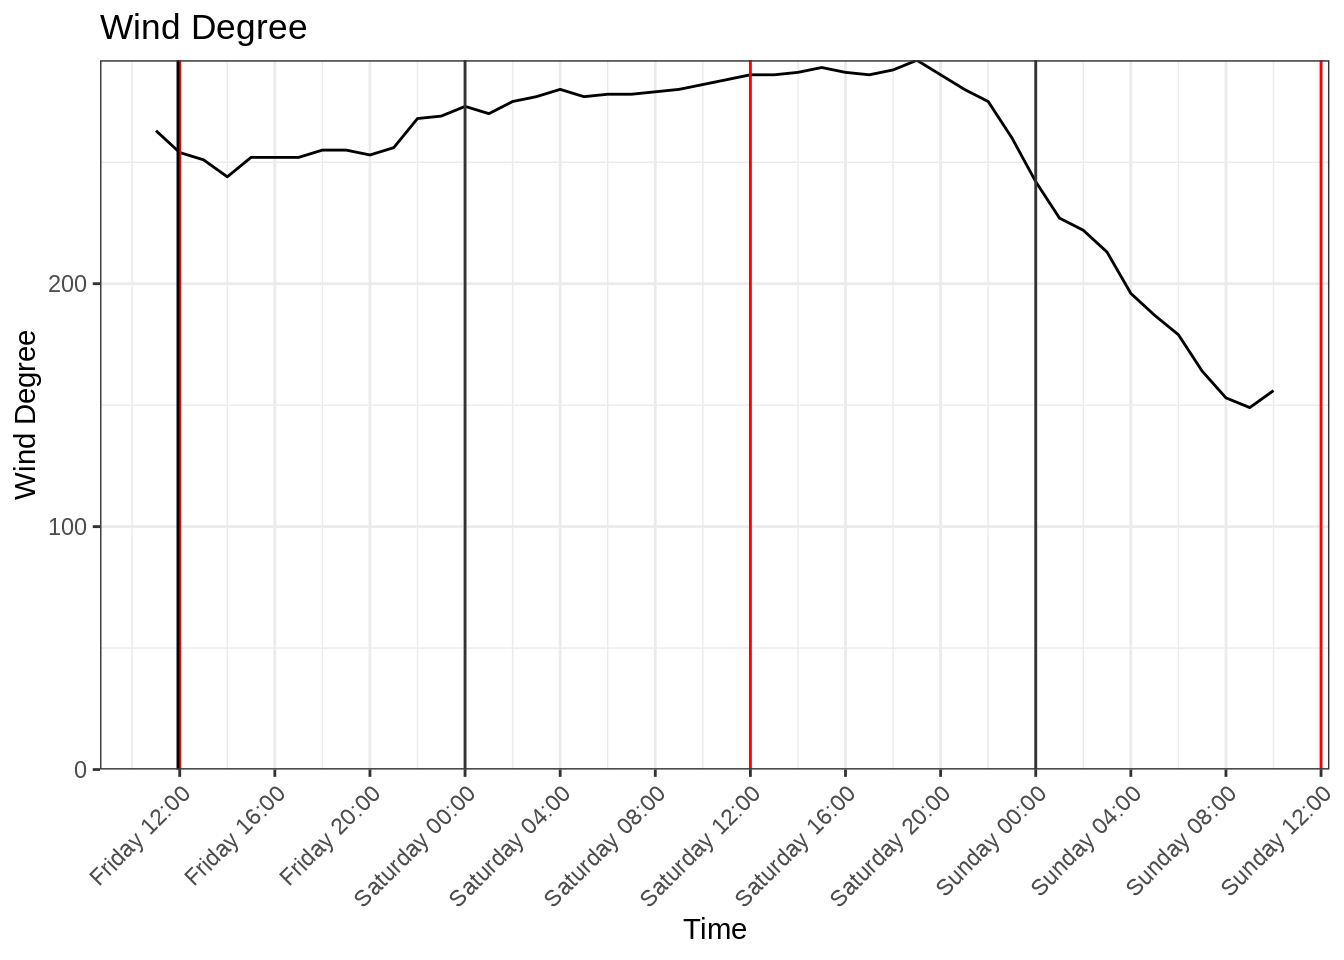 Wind Degree
Wind Degree
200
100
0
Friday 12:00
Friday 16:00
Friday 20:00
Saturday 00:00
Saturday 04:00
Saturday 08:00
Saturday 12:00
Saturday 16:00
Saturday 20:00
Sunday 00:00
Sunday 04:00
Sunday 08:00
Sunday 12:00
Time